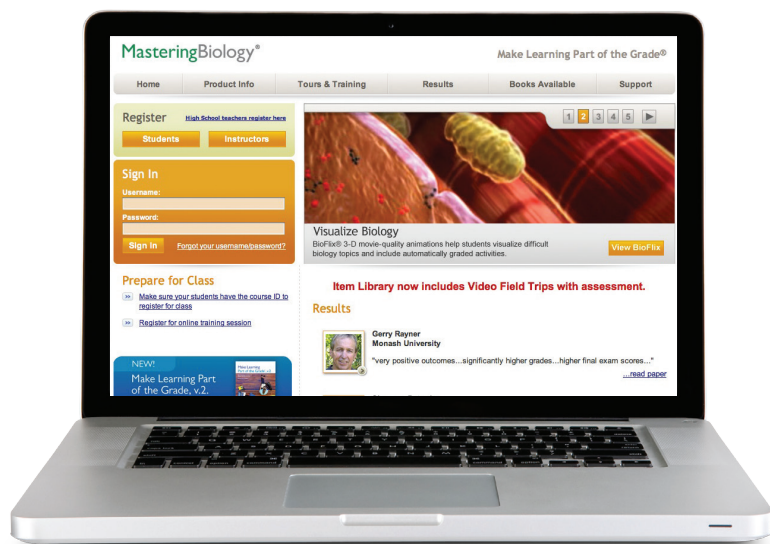 MasteringBiology®
Make Learning Part of the Grade®
Home Product Info Tours & Training Results Books Available Support
Register High School teachers register here
Students Instructors
1 2 3 4 5
Sign In
Username:
Password:
Sign In Forgot your username/password?
Visualize Biology
BioFlix® 3-D movie-quality animations help students visualize difficult
biology topics and include automatically graded activities.
View BioFlix
Prepare for Class
Make sure your students have the course ID to
register for class
Register for online training session
NEW!
Make Learning Part
of the Grade, v.2.
Item Library now includes Video Field Trips with assessment.
Results
Gerry Rayner
Monash University
"very positive outcomes...significantly higher grades...higher final exam scores..."
...read paper